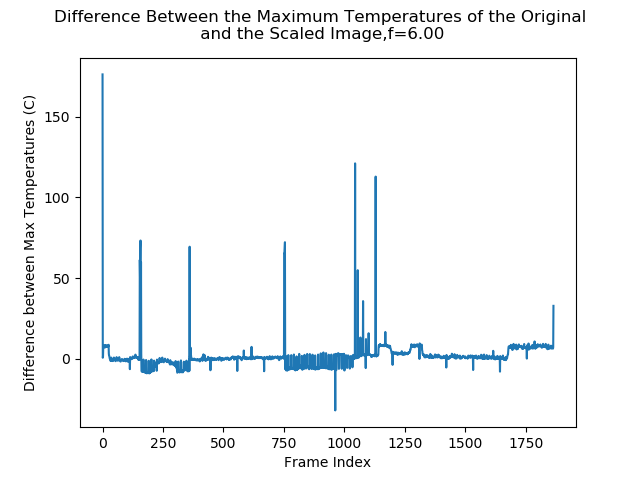 Difference Between the Maximum Temperatures of the Original
and the Scaled Image,f=6.00
Difference between Max Temperatures (C)
150
100
50
0
0 250 500 750 1000 1250 1500 1750
Frame Index